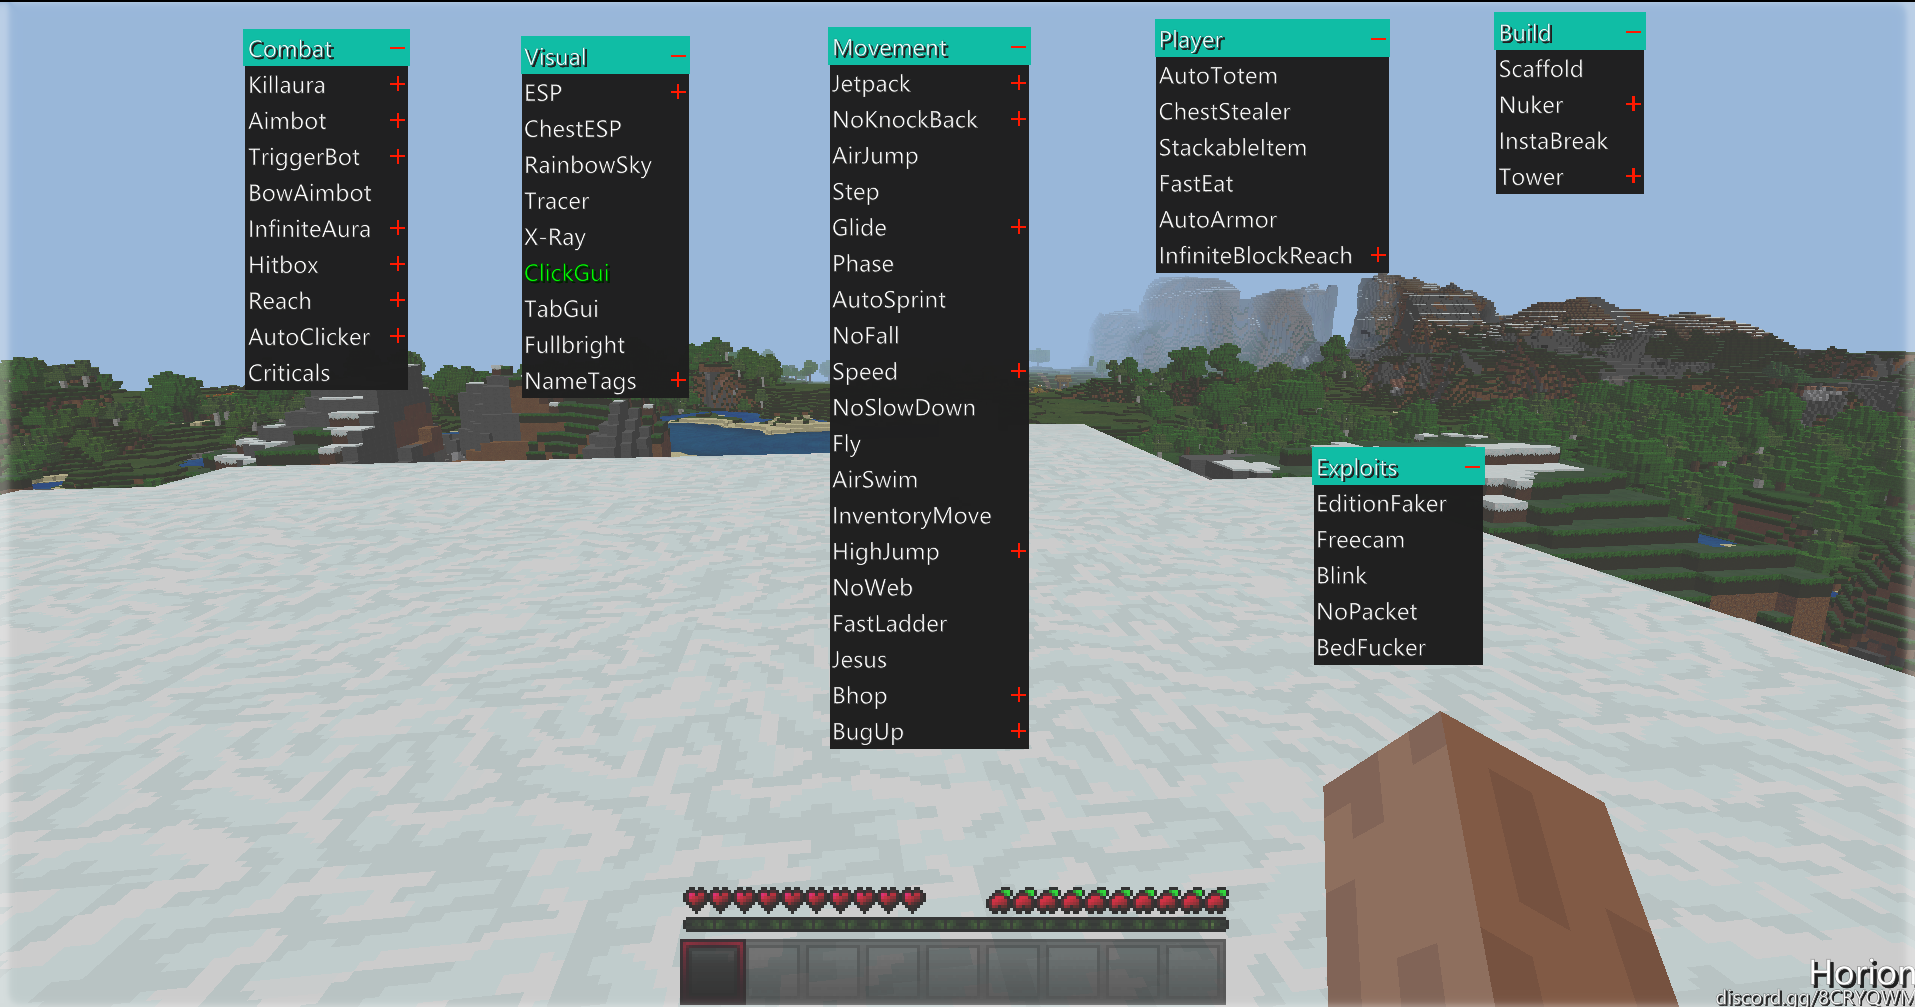 Combat
Killaura
Aimbot
TriggerBot
BowAimbot
InfiniteAura
Hitbox
Reach
AutoClicker
Criticals
Visual
ESP
ChestESP
RainbowSky
Tracer
X-Ray
ClickGui
TabGui
Fullbright
NameTags
Movement
Jetpack
NoKnockBack
AirJump
Step
Glide
Phase
AutoSprint
NoFall
Speed
NoSlowDown
Fly
AirSwim
InventoryMove
HighJump
NoWeb
FastLadder
Jesus
Bhop
BugUp
Player
AutoTotem
ChestStealer
StackableItem
FastEat
AutoArmor
InfiniteBlockReach
Build
Scaffold
Nuker
InstaBreak
Tower
Exploits
EditionFaker
Freecam
Blink
NoPacket
BedFucker
Horion
discord.gg/8CRYQWM